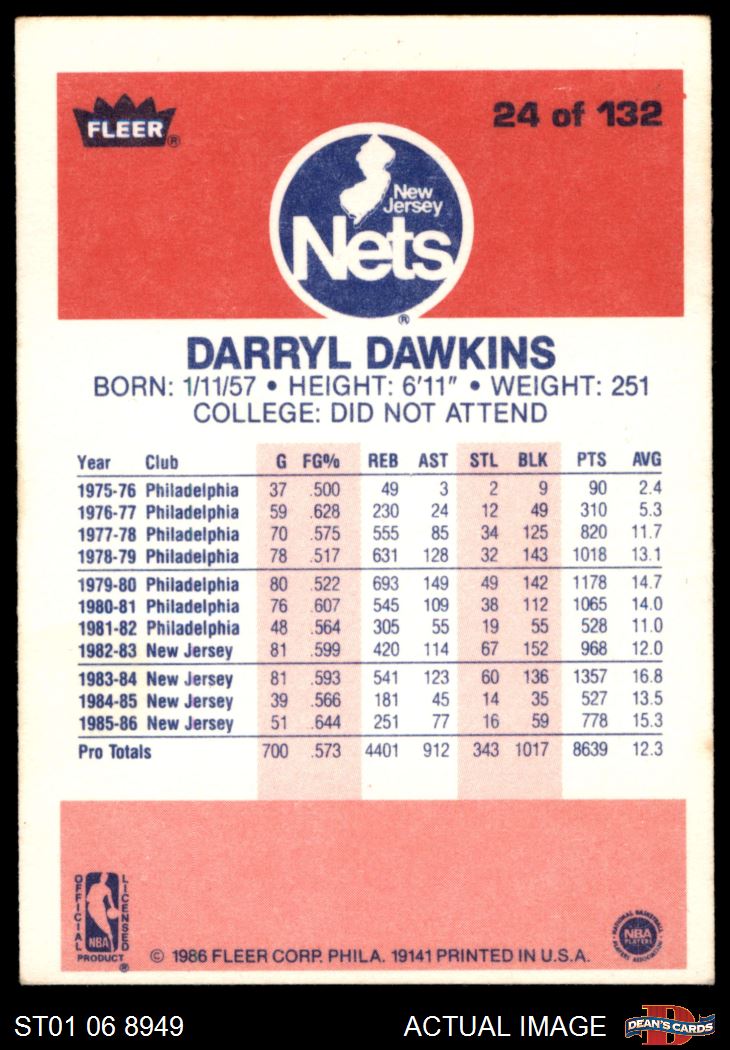 FLEER®
24 of 132
New
Jersey
Nets
®
DARRYL DAWKINS
BORN: 1/11/57 • HEIGHT: 6'11" • WEIGHT: 251
COLLEGE: DID NOT ATTEND
Year Club G FG% REB AST STL BLK PTS AVG
1975-76 Philadelphia 37 .500 49 3 2 9 90 2.4
1976-77 Philadelphia 59 .628 230 24 12 49 310 5.3
1977-78 Philadelphia 70 .575 555 85 34 125 820 11.7
1978-79 Philadelphia 78 .517 631 128 32 143 1018 13.1
1979-80 Philadelphia 80 .522 693 149 49 142 1178 14.7
1980-81 Philadelphia 76 .607 545 109 38 112 1065 14.0
1981-82 Philadelphia 48 .564 305 55 19 55 528 11.0
1982-83 New Jersey 81 .599 420 114 67 152 968 12.0
1983-84 New Jersey 81 .593 541 123 60 136 1357 16.8
1984-85 New Jersey 39 .566 181 45 14 35 527 13.5
1985-86 New Jersey 51 .644 251 77 16 59 778 15.3
Pro Totals 700 .573 4401 912 343 1017 8639 12.3
OFFICIAL
LICENSED
NBA
PRODUCT
®
© 1986 FLEER CORP. PHILA. 19141 PRINTED IN U.S.A.
NATIONAL BASKETBALL
NBA
PLAYERS
PLAYERS ASSOCIATION
ST01 06 8949
ACTUAL IMAGE
D
DEAN'S CARDS